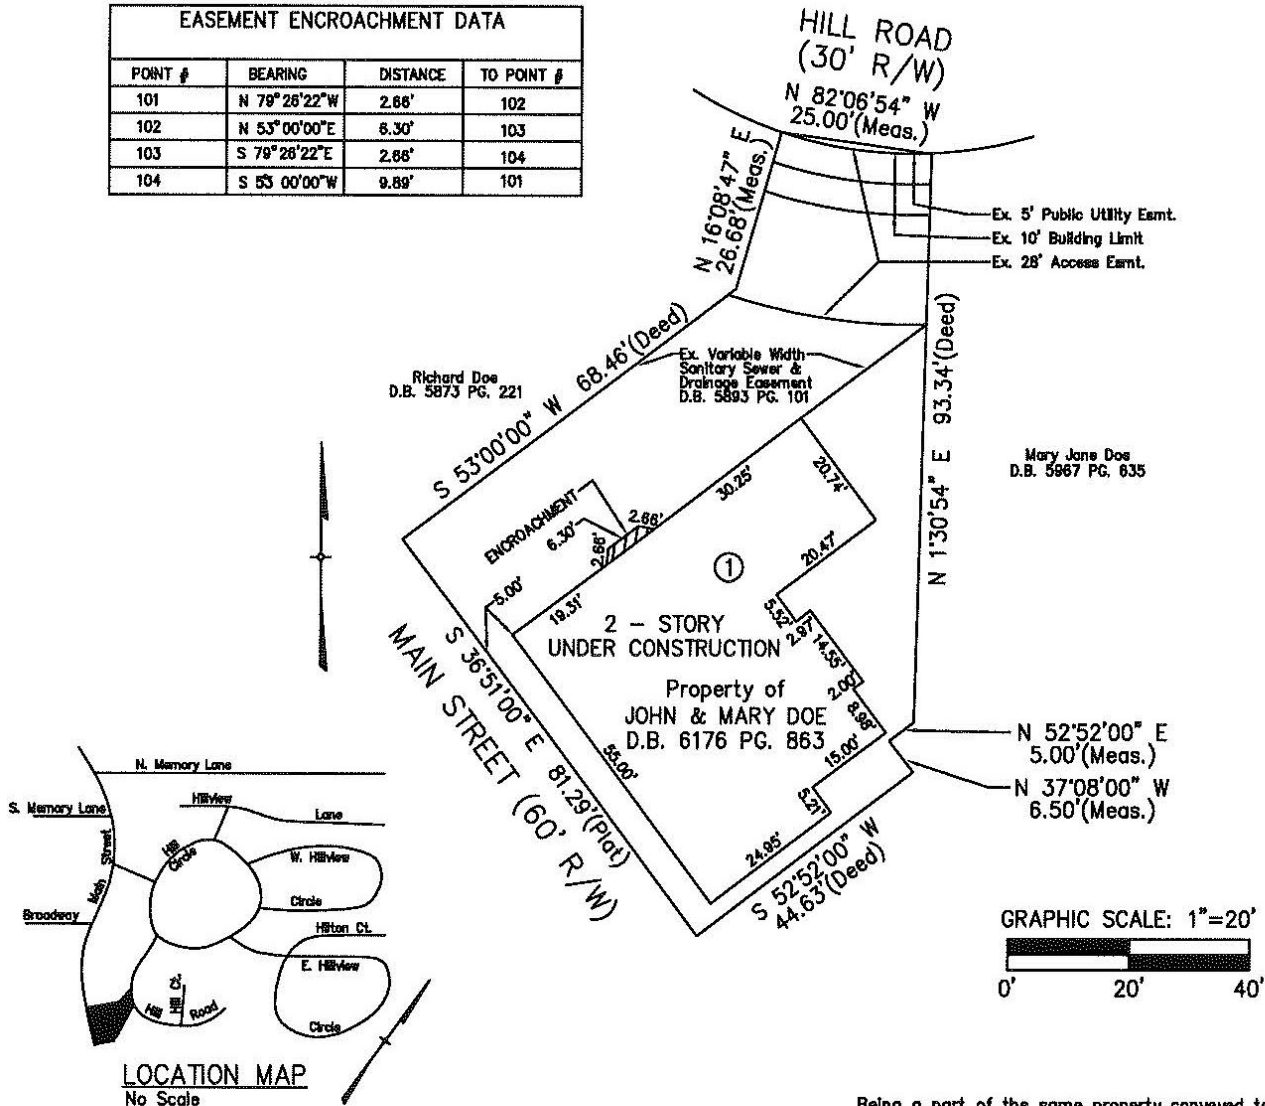 EASEMENT ENCROACHMENT DATA
POINT # BEARING DISTANCE TO POINT #
101 N 79°26'22"W 2.66' 102
102 N 53°00'00"E 6.30' 103
103 S 79°26'22"E 2.66' 104
104 S 53 00'00"W 9.89' 101
HILL ROAD
(30' R/W)
N 82°06'54" W
25.00'(Meas.)
N 16°08'47" E
26.68'(Meas.)
Ex. 5' Public Utility Esmt.
Ex. 10' Building Limit
Ex. 28' Access Esmt.
S 53°00'00" W 68.46'(Deed)
N 1°30'54" E 93.34'(Deed)
Ex. Variable Width
Sanitary Sewer &
Drainage Easement
D.B. 5893 PG. 101
Richard Doe
D.B. 5873 PG. 221
Mary Jane Doe
D.B. 5967 PG. 635
ENCROACHMENT
6.30'
2.66'
2.66'
30.25'
20.74'
20.47'
5.00'
19.31'
1
5.52'
2.97'
14.55'
2.00'
8.98'
2 - STORY
UNDER CONSTRUCTION
Property of
JOHN & MARY DOE
D.B. 6176 PG. 863
S 36°51'00" E 81.29'(Plat)
MAIN STREET (60' R/W)
55.00'
15.00'
5.21'
24.95'
S 52°52'00" W
44.63'(Deed)
N 52°52'00" E
5.00'(Meas.)
N 37°08'00" W
6.50'(Meas.)
N. Memory Lane
S. Memory Lane
Hillview
Lane
Main Street
Hill
Circle
W. Hillview
Circle
Broadway
Hilton Ct.
E. Hillview
Circle
Hill Ct.
Hill Road
LOCATION MAP
No Scale
GRAPHIC SCALE: 1"=20'
0' 20' 40'
Being a part of the same property conveyed to